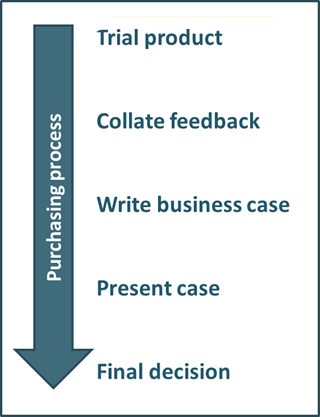 Purchasing process
Trial product
Collate feedback
Write business case
Present case
Final decision